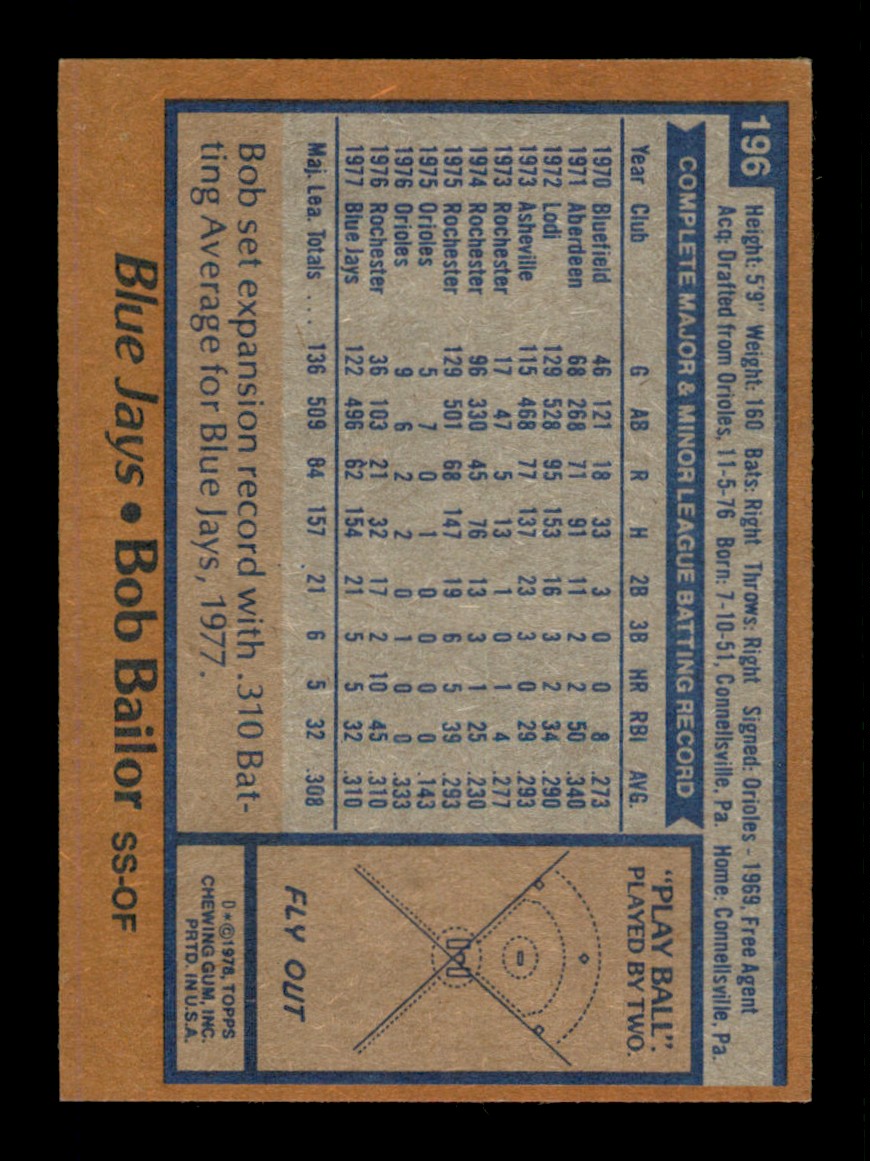 196
Height: 5'9" Weight: 160 Bats: Right Throws: Right Signed: Orioles - 1969, Free Agent
Acq: Drafted from Orioles, 11-5-76 Born: 7-10-51, Connellsville, Pa. Home: Connellsville, Pa.
COMPLETE MAJOR & MINOR LEAGUE BATTING RECORD
Year Club G AB R H 2B 3B HR RBI AVG.
1970 Bluefield 46 121 18 33 3 0 0 8 .273
1971 Aberdeen 68 268 71 91 11 2 2 50 .340
1972 Lodi 129 528 95 153 16 3 2 34 .290
1973 Asheville 115 468 77 137 23 3 0 29 .293
1973 Rochester 17 47 5 13 1 0 1 4 .277
1974 Rochester 96 330 45 76 13 3 1 25 .230
1975 Rochester 129 501 68 147 19 6 5 39 .293
1975 Orioles 5 7 0 1 0 0 0 0 .143
1976 Orioles 9 6 2 2 0 1 0 0 .333
1976 Rochester 36 103 21 32 17 2 10 45 .310
1977 Blue Jays 122 496 62 154 21 5 5 32 .310
Maj. Lea. Totals .... 136 509 84 157 21 6 5 32 .308
Bob set expansion record with .310 Bat-
ting Average for Blue Jays, 1977.
"PLAY BALL".
PLAYED BY TWO.
FLY OUT
D*©1978, TOPPS
CHEWING GUM, INC.
PRTD. IN U.S.A.
Blue Jays • Bob Bailor SS-OF